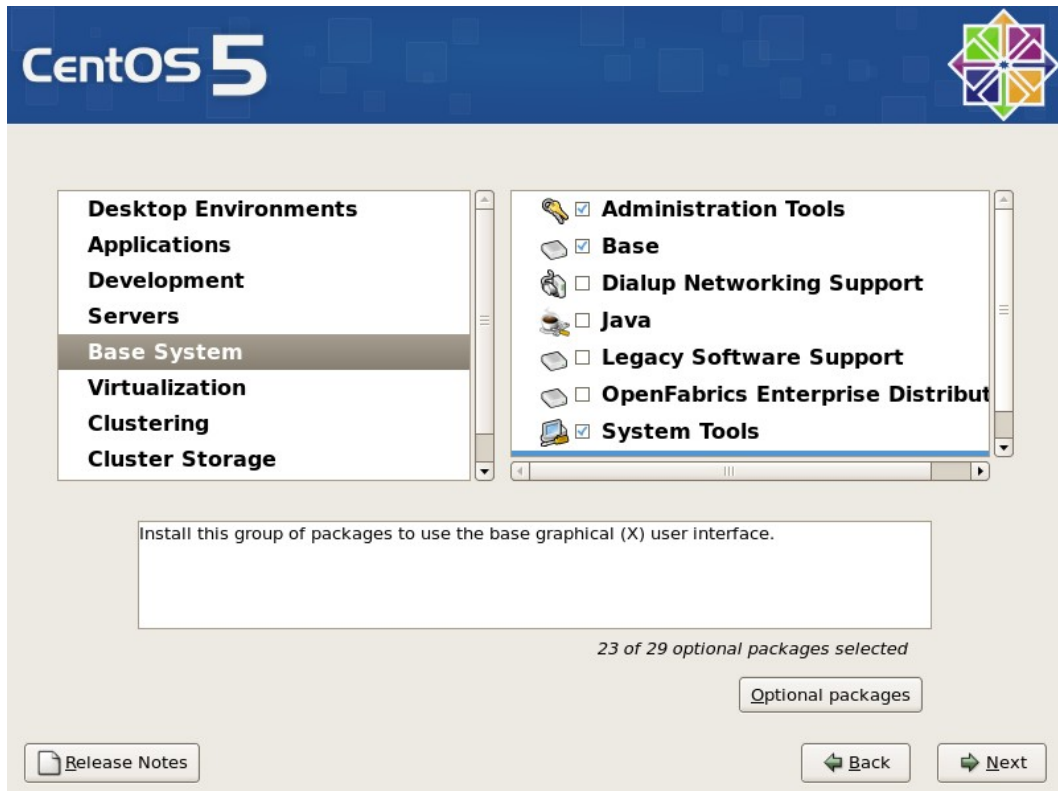 CentOS 5
Desktop Environments
Applications
Development
Servers
Base System
Virtualization
Clustering
Cluster Storage
Administration Tools
Base
Dialup Networking Support
Java
Legacy Software Support
OpenFabrics Enterprise Distribut
System Tools
Install this group of packages to use the base graphical (X) user interface.
23 of 29 optional packages selected
Optional packages
Release Notes
Back
Next